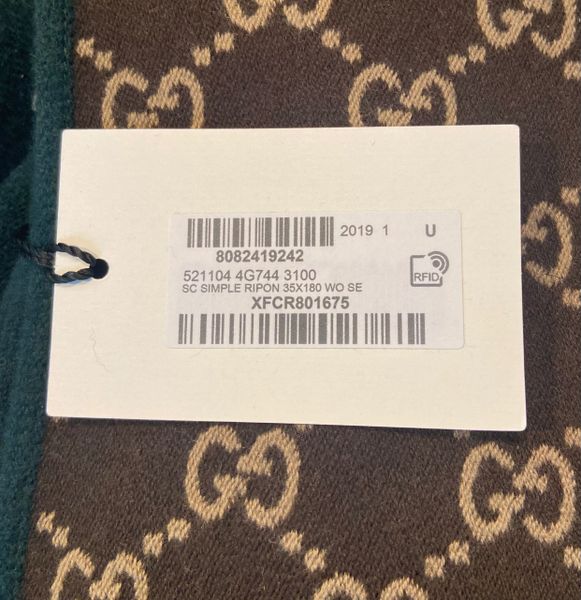 2019 1 U
8082419242
521104 4G744 3100
RFID
SC SIMPLE RIPON 35X180 WO SE
XFCR801675